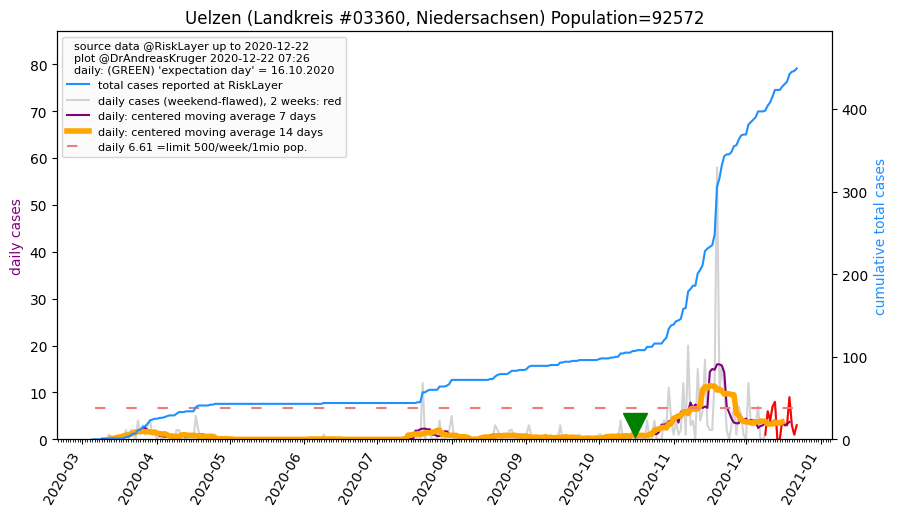 Uelzen (Landkreis #03360, Niedersachsen) Population=92572
source data @RiskLayer up to 2020-12-22
plot @DrAndreasKruger 2020-12-22 07:26
daily: (GREEN) 'expectation day' = 16.10.2020
total cases reported at RiskLayer
daily cases (weekend-flawed), 2 weeks: red
daily: centered moving average 7 days
daily: centered moving average 14 days
daily 6.61 =limit 500/week/1mio pop.
daily cases
80
70
60
50
40
30
20
10
0
cumulative total cases
400
300
200
100
0
2020-03
2020-04
2020-05
2020-06
2020-07
2020-08
2020-09
2020-10
2020-11
2020-12
2021-01